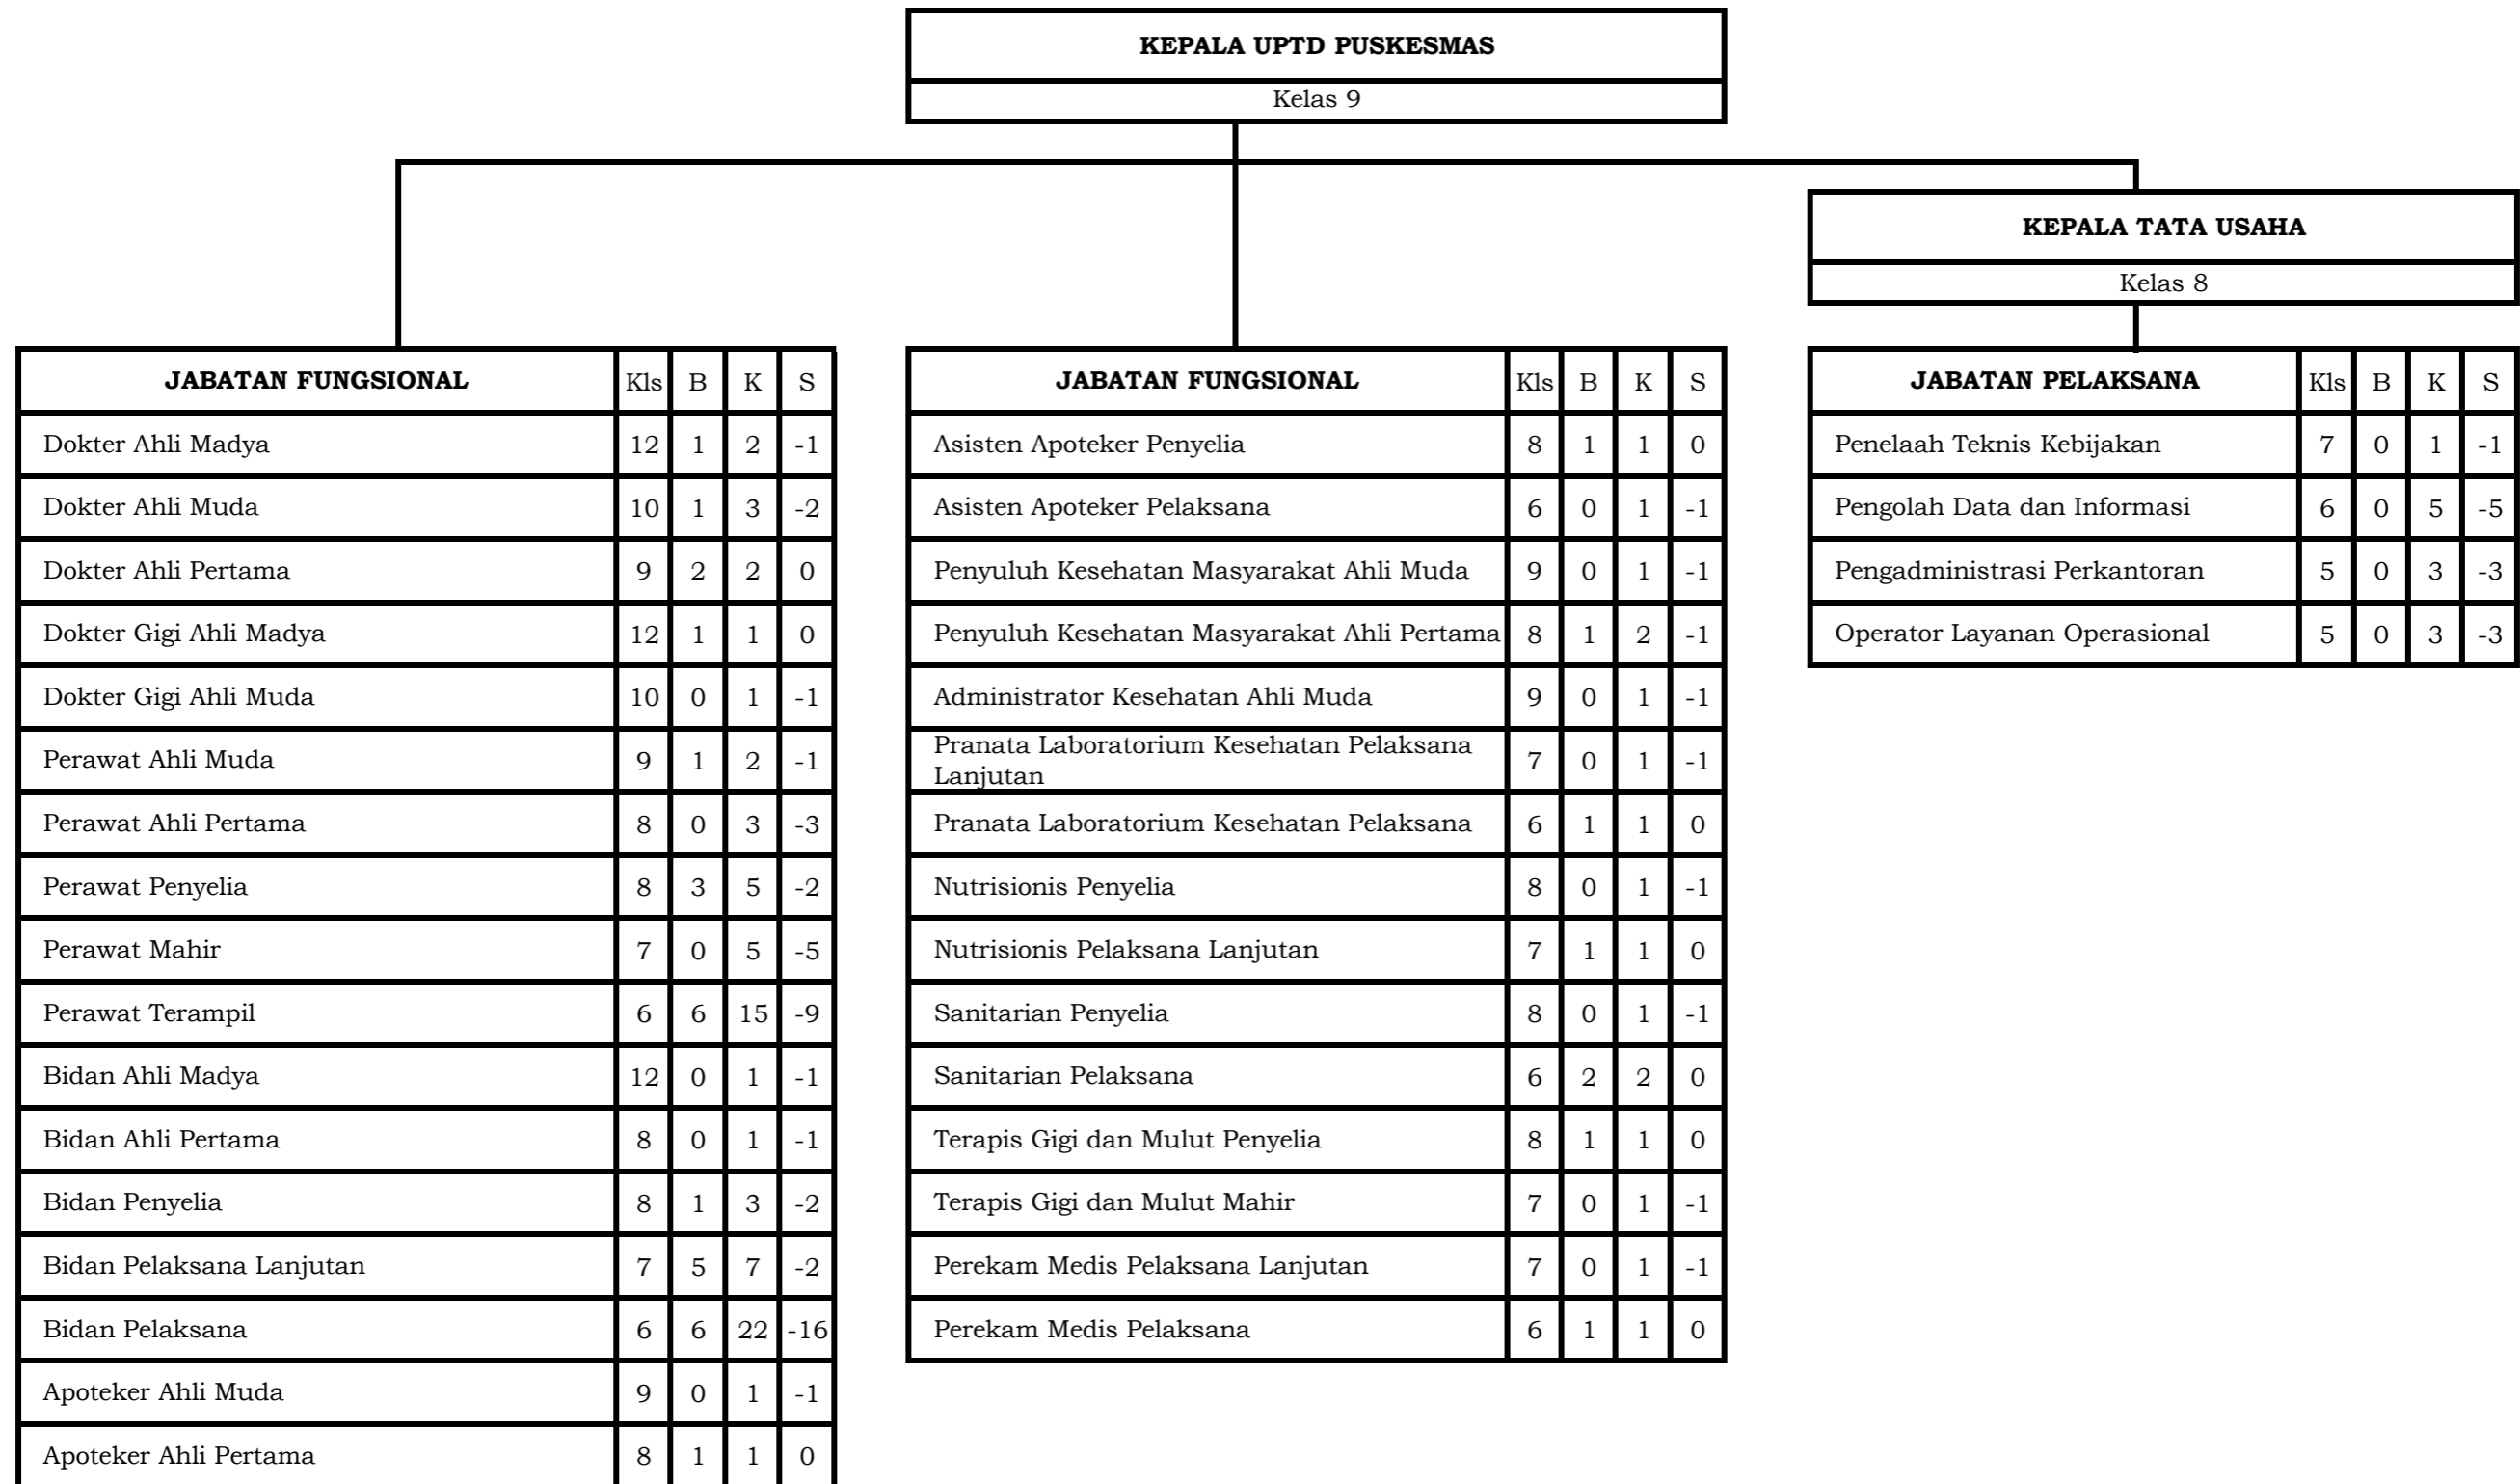 KEPALA UPTD PUSKESMAS
Kelas 9
KEPALA TATA USAHA
Kelas 8
JABATAN FUNGSIONAL Kls B K S
Dokter Ahli Madya 12 1 2 -1
Dokter Ahli Muda 10 1 3 -2
Dokter Ahli Pertama 9 2 2 0
Dokter Gigi Ahli Madya 12 1 1 0
Dokter Gigi Ahli Muda 10 0 1 -1
Perawat Ahli Muda 9 1 2 -1
Perawat Ahli Pertama 8 0 3 -3
Perawat Penyelia 8 3 5 -2
Perawat Mahir 7 0 5 -5
Perawat Terampil 6 6 15 -9
Bidan Ahli Madya 12 0 1 -1
Bidan Ahli Pertama 8 0 1 -1
Bidan Penyelia 8 1 3 -2
Bidan Pelaksana Lanjutan 7 5 7 -2
Bidan Pelaksana 6 6 22 -16
Apoteker Ahli Muda 9 0 1 -1
Apoteker Ahli Pertama 8 1 1 0
JABATAN FUNGSIONAL Kls B K S
Asisten Apoteker Penyelia 8 1 1 0
Asisten Apoteker Pelaksana 6 0 1 -1
Penyuluh Kesehatan Masyarakat Ahli Muda 9 0 1 -1
Penyuluh Kesehatan Masyarakat Ahli Pertama 8 1 2 -1
Administrator Kesehatan Ahli Muda 9 0 1 -1
Pranata Laboratorium Kesehatan Pelaksana
Lanjutan 7 0 1 -1
Pranata Laboratorium Kesehatan Pelaksana 6 1 1 0
Nutrisionis Penyelia 8 0 1 -1
Nutrisionis Pelaksana Lanjutan 7 1 1 0
Sanitarian Penyelia 8 0 1 -1
Sanitarian Pelaksana 6 2 2 0
Terapis Gigi dan Mulut Penyelia 8 1 1 0
Terapis Gigi dan Mulut Mahir 7 0 1 -1
Perekam Medis Pelaksana Lanjutan 7 0 1 -1
Perekam Medis Pelaksana 6 1 1 0
JABATAN PELAKSANA Kls B K S
Penelaah Teknis Kebijakan 7 0 1 -1
Pengolah Data dan Informasi 6 0 5 -5
Pengadministrasi Perkantoran 5 0 3 -3
Operator Layanan Operasional 5 0 3 -3